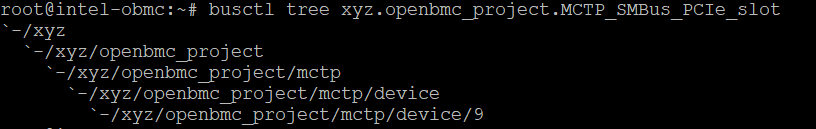 root@intel-obmc:~# busctl tree xyz.openbmc_project.MCTP_SMBus_PCIe_slot
`-/xyz
  `-/xyz/openbmc_project
    `-/xyz/openbmc_project/mctp
      `-/xyz/openbmc_project/mctp/device
        `-/xyz/openbmc_project/mctp/device/9